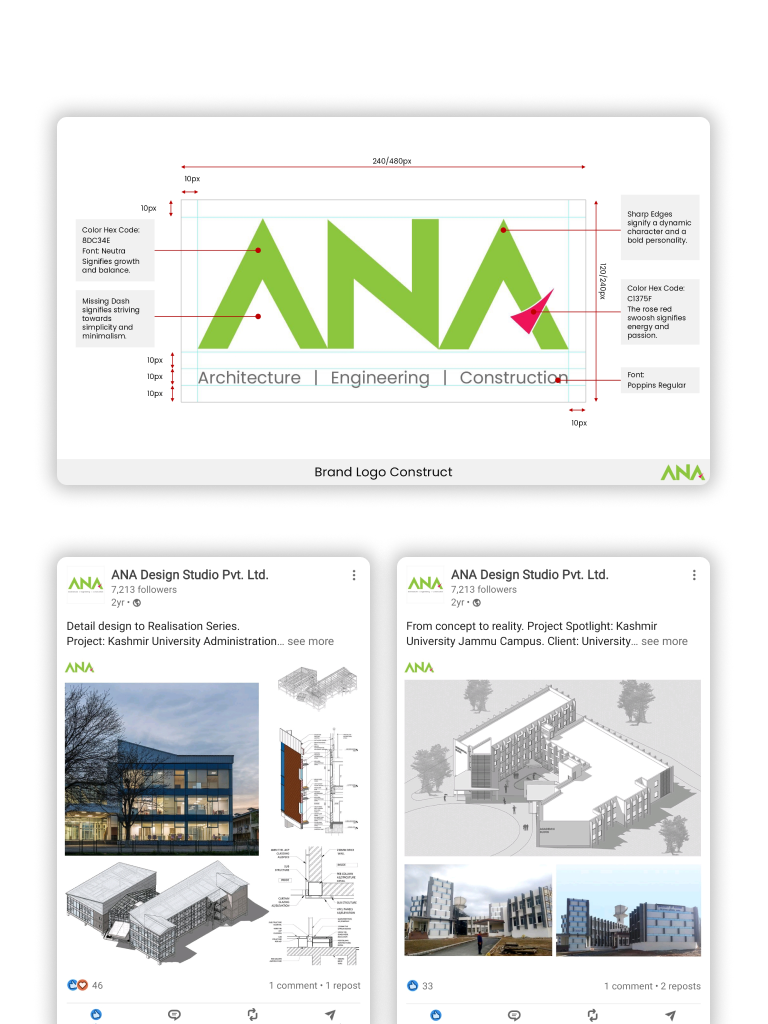 240/480px
10px
10px
Color Hex Code:
8DC34E
Font: Neutra
Signifies growth
and balance.
Missing Dash
signifies striving
towards
simplicity and
minimalism.
ANA
120/240px
Sharp Edges
signify a dynamic
character and a
bold personality.
Color Hex Code:
C1375F
The rose red
swoosh signifies
energy and
passion.
10px
10px
10px
Architecture | Engineering | Construction
Font:
Poppins Regular
10px
Brand Logo Construct
ANA
ANA
ANA Design Studio Pvt. Ltd.
7,213 followers
2yr •
Detail design to Realisation Series.
Project: Kashmir University Administration... see more
ANA
46
1 comment • 1 repost
ANA
ANA Design Studio Pvt. Ltd.
7,213 followers
2yr •
From concept to reality. Project Spotlight: Kashmir
University Jammu Campus. Client: University... see more
ANA
33
1 comment • 2 reposts